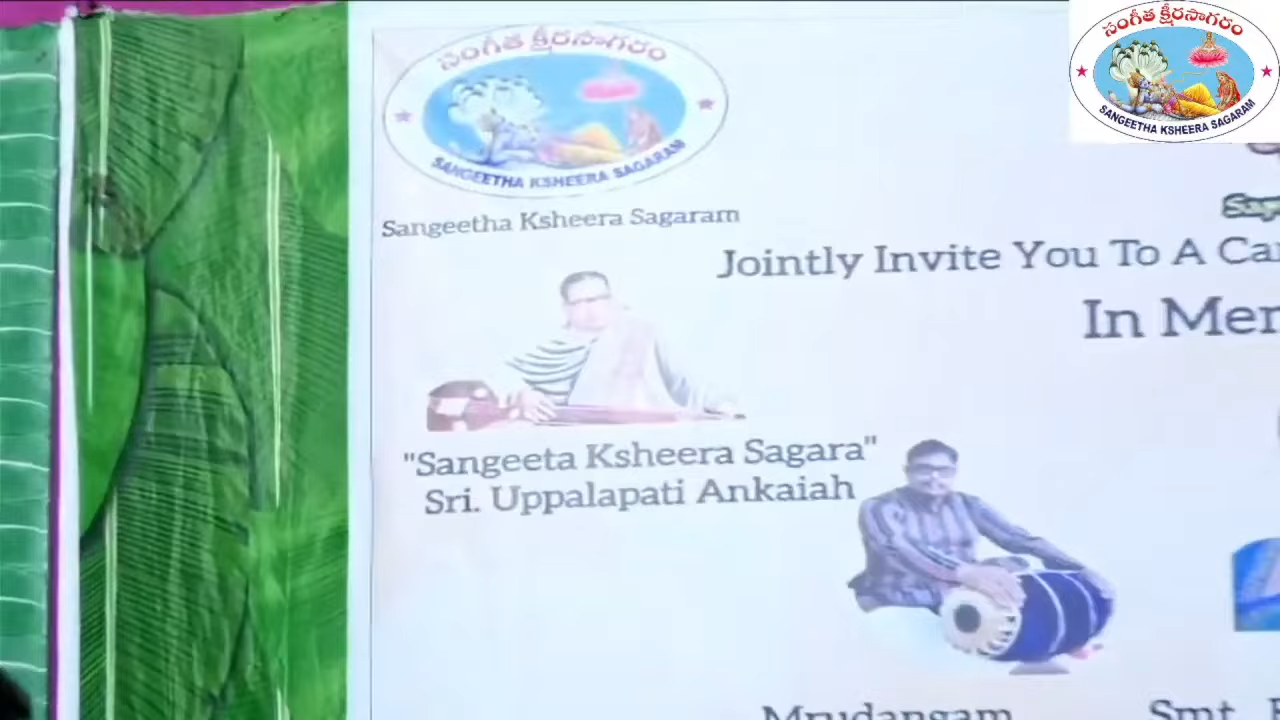 సంగీత క్షీరసాగరం
SANGEETHA KSHEERA SAGARAM
Sangeetha Ksheera Sagaram
Jointly Invite You To A
In
"Sangeeta Ksheera Sagara"
Sri. Uppalapati Ankaiah
Mrudangam
Smt.
సంగీత క్షీరసాగరం
SANGEETHA KSHEERA SAGARAM